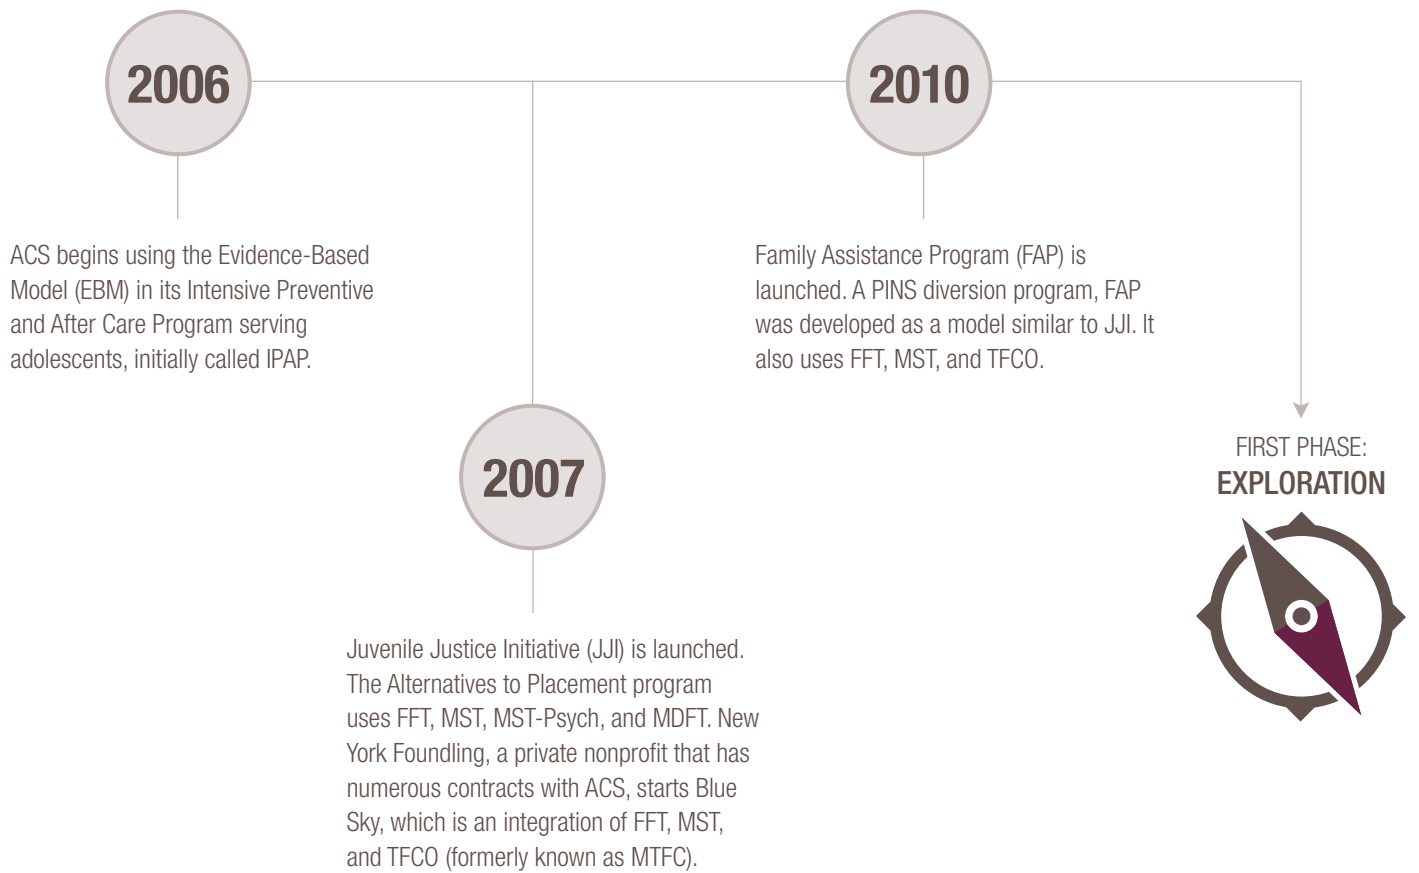 2006
ACS begins using the Evidence-Based
Model (EBM) in its Intensive Preventive
and After Care Program serving
adolescents, initially called IPAP.
2007
Juvenile Justice Initiative (JJI) is launched.
The Alternatives to Placement program
uses FFT, MST, MST-Psych, and MDFT. New
York Foundling, a private nonprofit that has
numerous contracts with ACS, starts Blue
Sky, which is an integration of FFT, MST,
and TFCO (formerly known as MTFC).
2010
Family Assistance Program (FAP) is
launched. A PINS diversion program, FAP
was developed as a model similar to JJI. It
also uses FFT, MST, and TFCO.
FIRST PHASE:
EXPLORATION